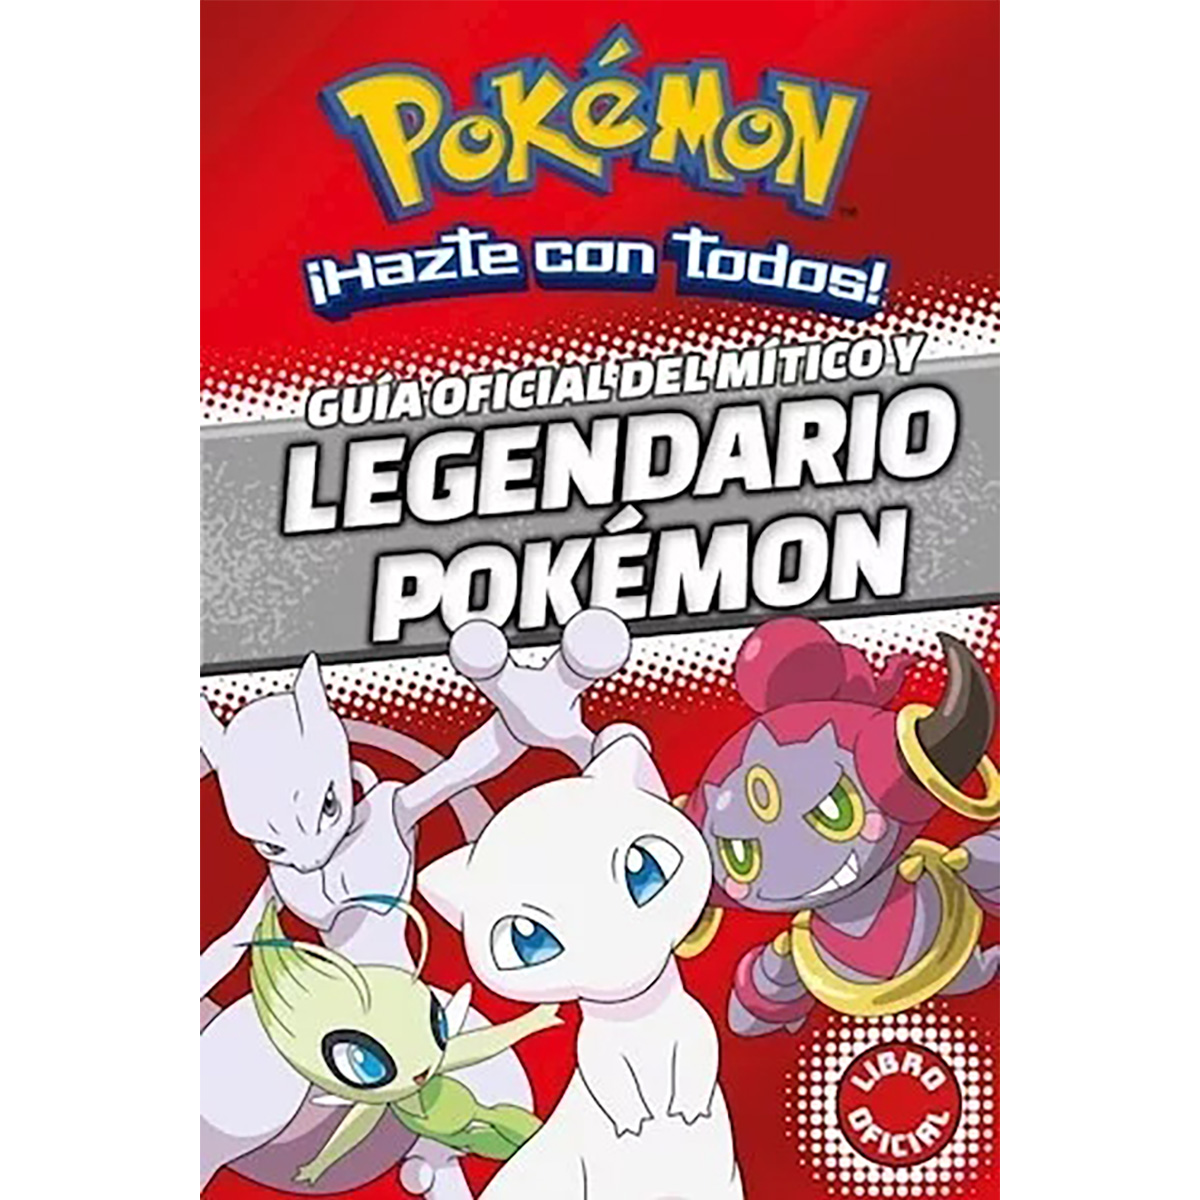 POKéMON
™
¡Hazte con todos!
GUÍA OFICIAL DEL MÍTICO Y
LEGENDARIO
POKÉMON
LIBRO
OFICIAL